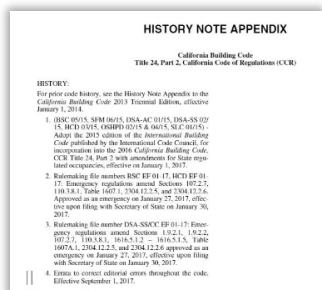 HISTORY NOTE APPENDIX
California Building Code
Title 24, Part 2, California Code of Regulations (CCR)
HISTORY:
For prior code history, see the History Note Appendix to the
California Building Code 2013 Triennial Edition, effective
January 1, 2014.
1. (BSC 05/15, SFM 06/15, DSA-AC 01/15, DSA-SS 02/
15, HCD 03/15, OSHPD 02/15 & 06/15, SLC 01/15) -
Adopt the 2015 edition of the International Building
Code published by the International Code Council, for
incorporation into the 2016 California Building Code,
CCR Title 24, Part 2 with amendments for State regu-
lated occupancies, effective on January 1, 2017.
2. Rulemaking file numbers BSC EF 01-17, HCD EF 01-
17: Emergency regulations amend Sections 107.2.7,
110.3.8.1, Table 1607.1, 2304.12.2.5, and 2304.12.2.6.
Approved as an emergency on January 27, 2017, effec-
tive upon filing with Secretary of State on January 30,
2017.
3. Rulemaking file number DSA-SS/CC EF 01-17: Emer-
gency regulations amend Sections 1.9.2.1, 1.9.2.2,
107.2.7, 110.3.8.1, 1616.5.1.2 – 1616.5.1.5, Table
1607A.1, 2304.12.2.5, and 2304.12.2.6 approved as an
emergency on January 27, 2017, effective upon filing
with Secretary of State on January 30, 2017.
4. Errata to correct editorial errors throughout the code.
Effective September 1, 2017.